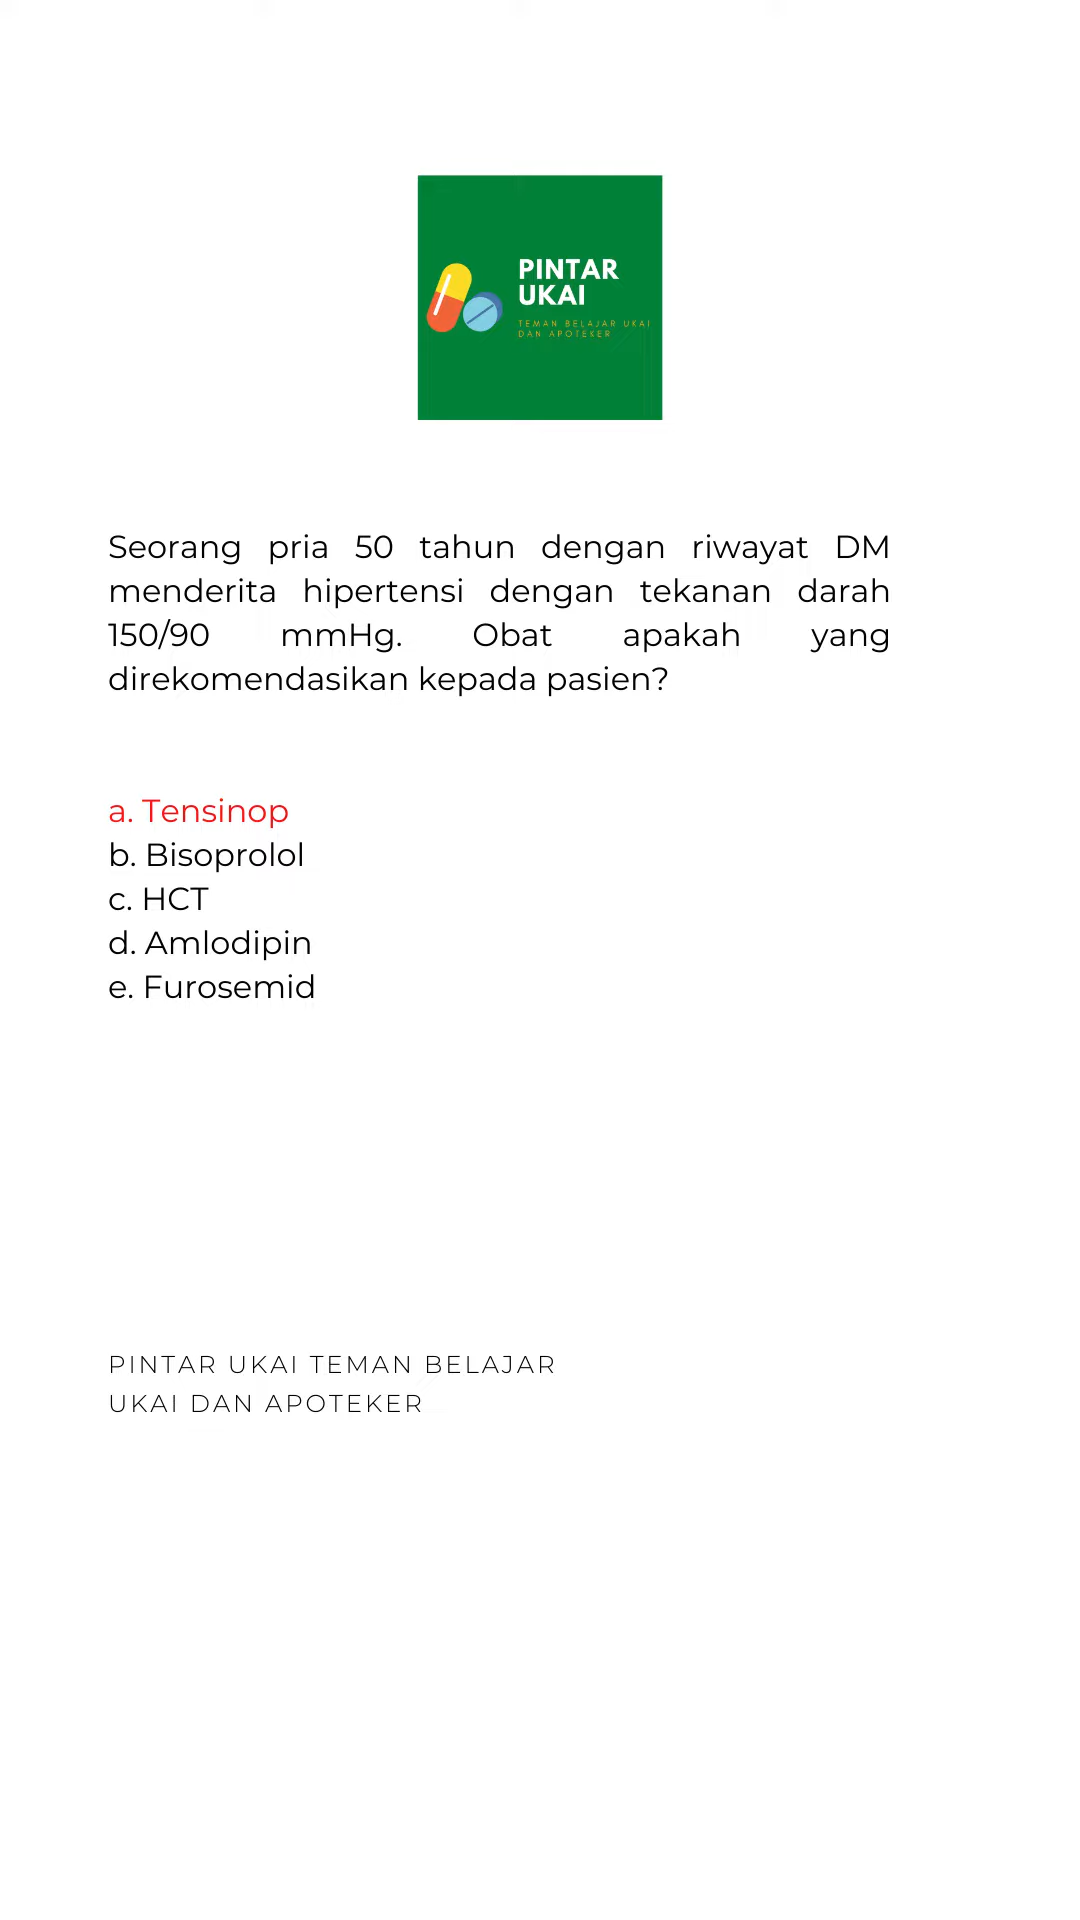 PINTAR
UKAI
TEMAN BELAJAR UKAI
DAN APOTEKER
Seorang pria 50 tahun dengan riwayat DM
menderita hipertensi dengan tekanan darah
150/90 mmHg. Obat apakah yang
direkomendasikan kepada pasien?
a. Tensinop
b. Bisoprolol
c. HCT
d. Amlodipin
e. Furosemid
PINTAR UKAI TEMAN BELAJAR
UKAI DAN APOTEKER